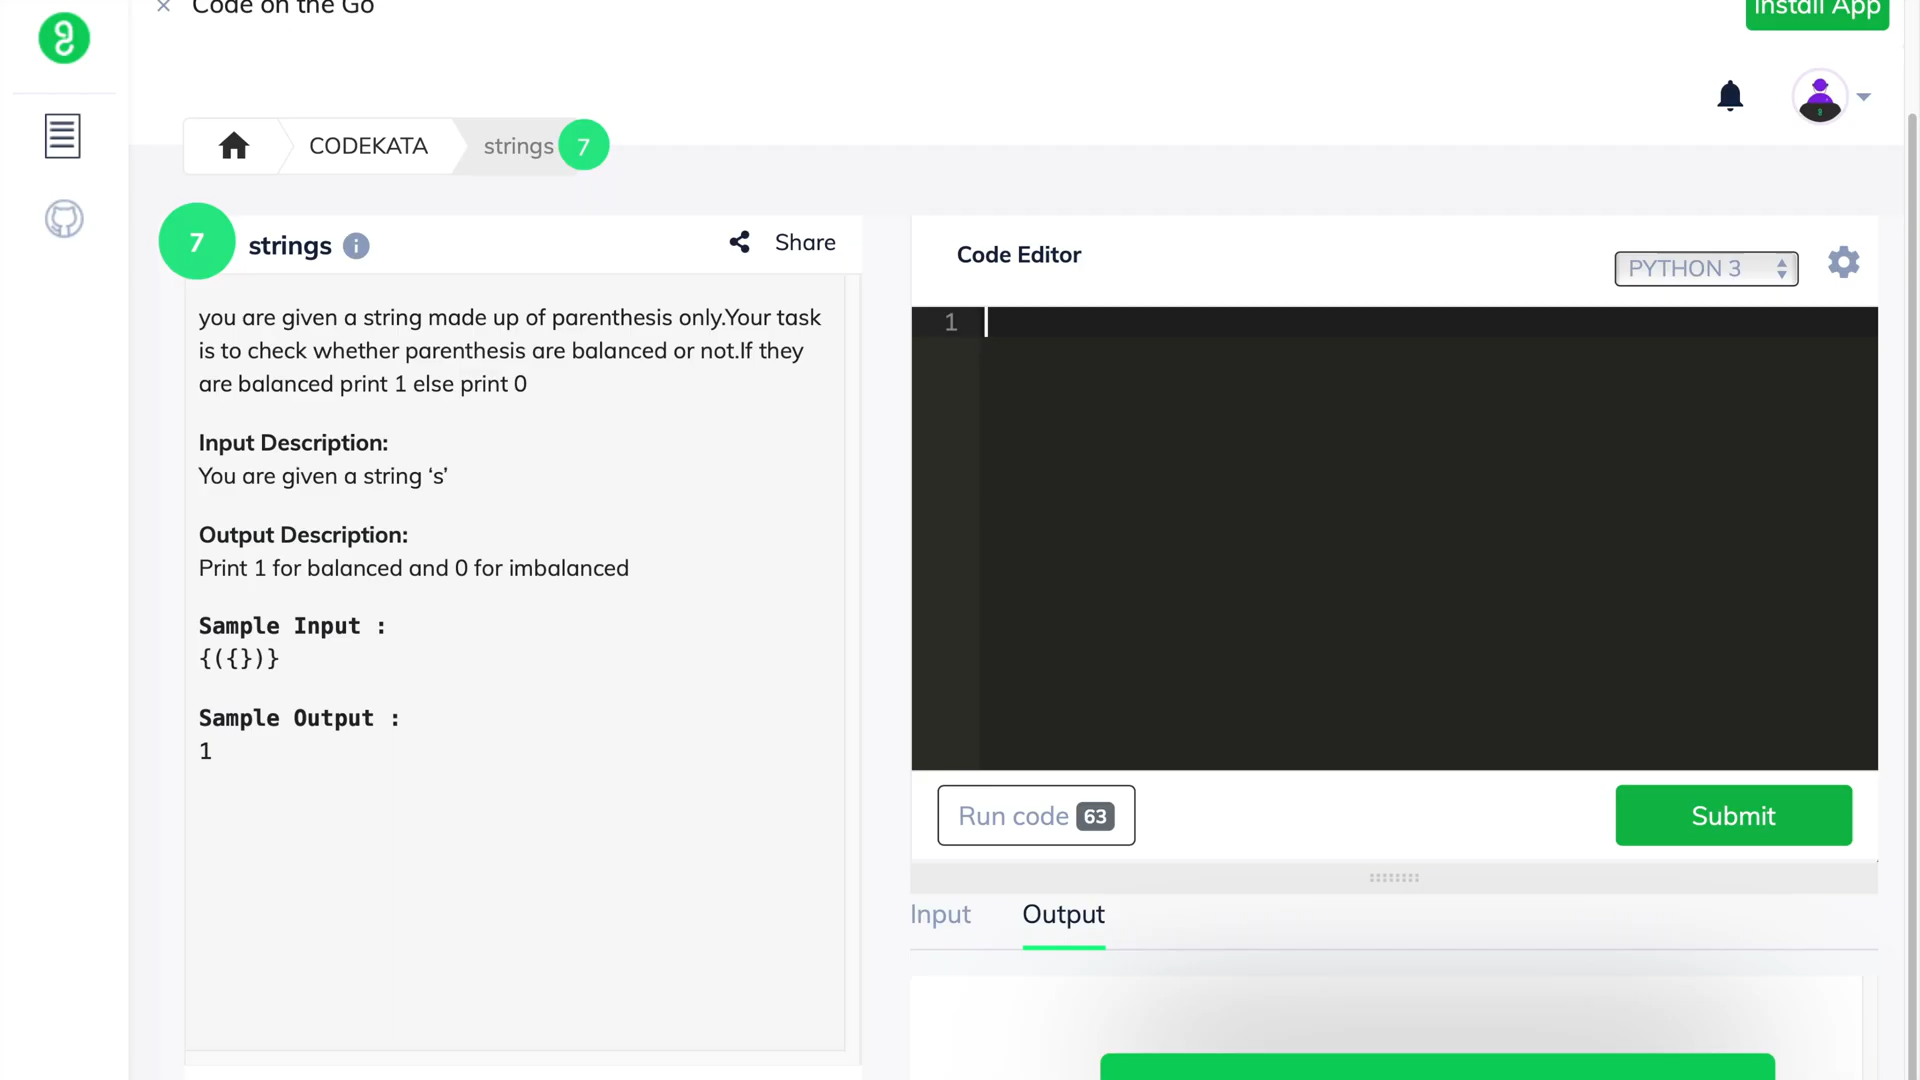 Code on the Go
Install App
CODEKATA
strings 7
7 strings
Share
you are given a string made up of parenthesis only.Your task
is to check whether parenthesis are balanced or not.If they
are balanced print 1 else print 0
Input Description:
You are given a string ‘s’
Output Description:
Print 1 for balanced and 0 for imbalanced
Sample Input :
{({})}
Sample Output :
1
Code Editor
PYTHON 3
1
Run code 63
Submit
Input
Output